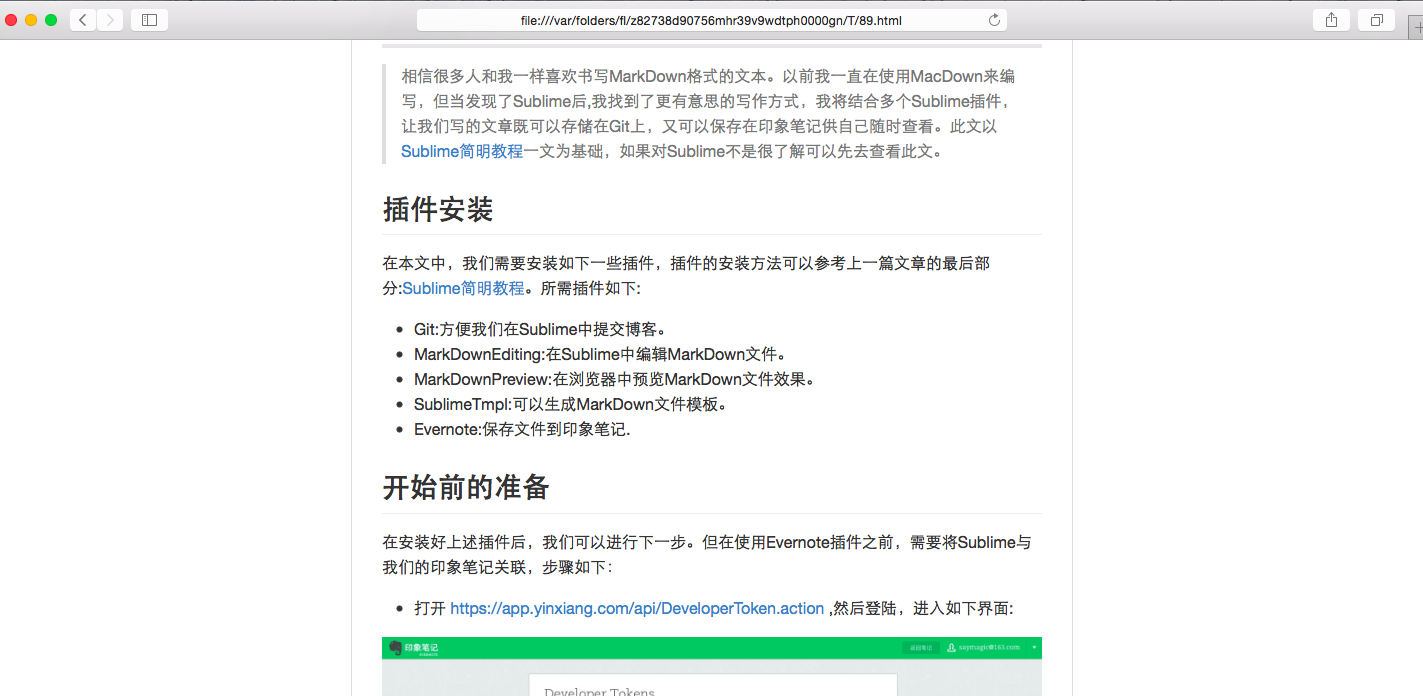 file:///var/folders/fl/z82738d90756mhr39v9wdtph0000gn/T/89.html
相信很多人和我一样喜欢书写MarkDown格式的文本。以前我一直在使用MacDown来编
写，但当发现了Sublime后,我找到了更有意思的写作方式，我将结合多个Sublime插件，
让我们写的文章既可以存储在Git上，又可以保存在印象笔记供自己随时查看。此文以
Sublime简明教程一文为基础，如果对Sublime不是很了解可以先去查看此文。
插件安装
在本文中，我们需要安装如下一些插件，插件的安装方法可以参考上一篇文章的最后部
分:Sublime简明教程。所需插件如下:
Git:方便我们在Sublime中提交博客。
MarkDownEditing:在Sublime中编辑MarkDown文件。
MarkDownPreview:在浏览器中预览MarkDown文件效果。
SublimeTmpl:可以生成MarkDown文件模板。
Evernote:保存文件到印象笔记.
开始前的准备
在安装好上述插件后，我们可以进行下一步。但在使用Evernote插件之前，需要将Sublime与
我们的印象笔记关联，步骤如下：
打开 https://app.yinxiang.com/api/DeveloperToken.action ,然后登陆，进入如下界面:
印象笔记 返回笔记 xaymagic@163.com
EVERNOTE
Developer Tokens